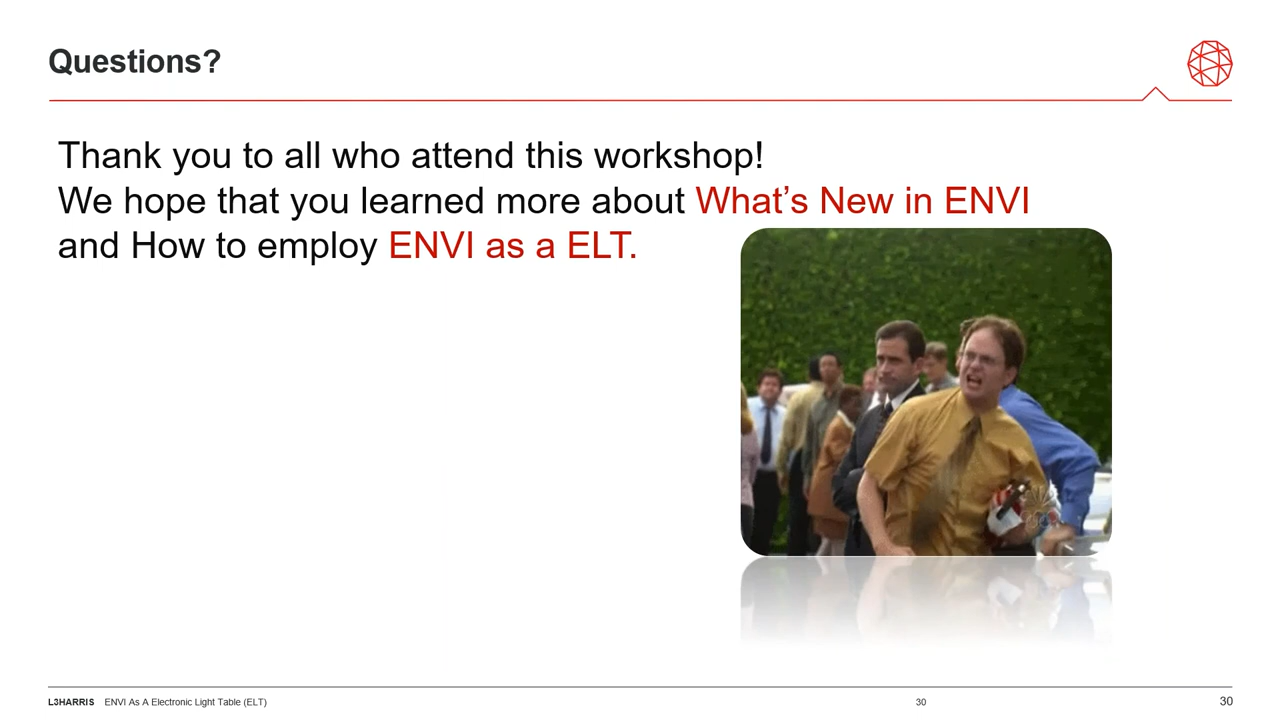 Questions?
Thank you to all who attend this workshop!
We hope that you learned more about What’s New in ENVI
and How to employ ENVI as a ELT.
L3HARRIS ENVI As A Electronic Light Table (ELT) 30 30